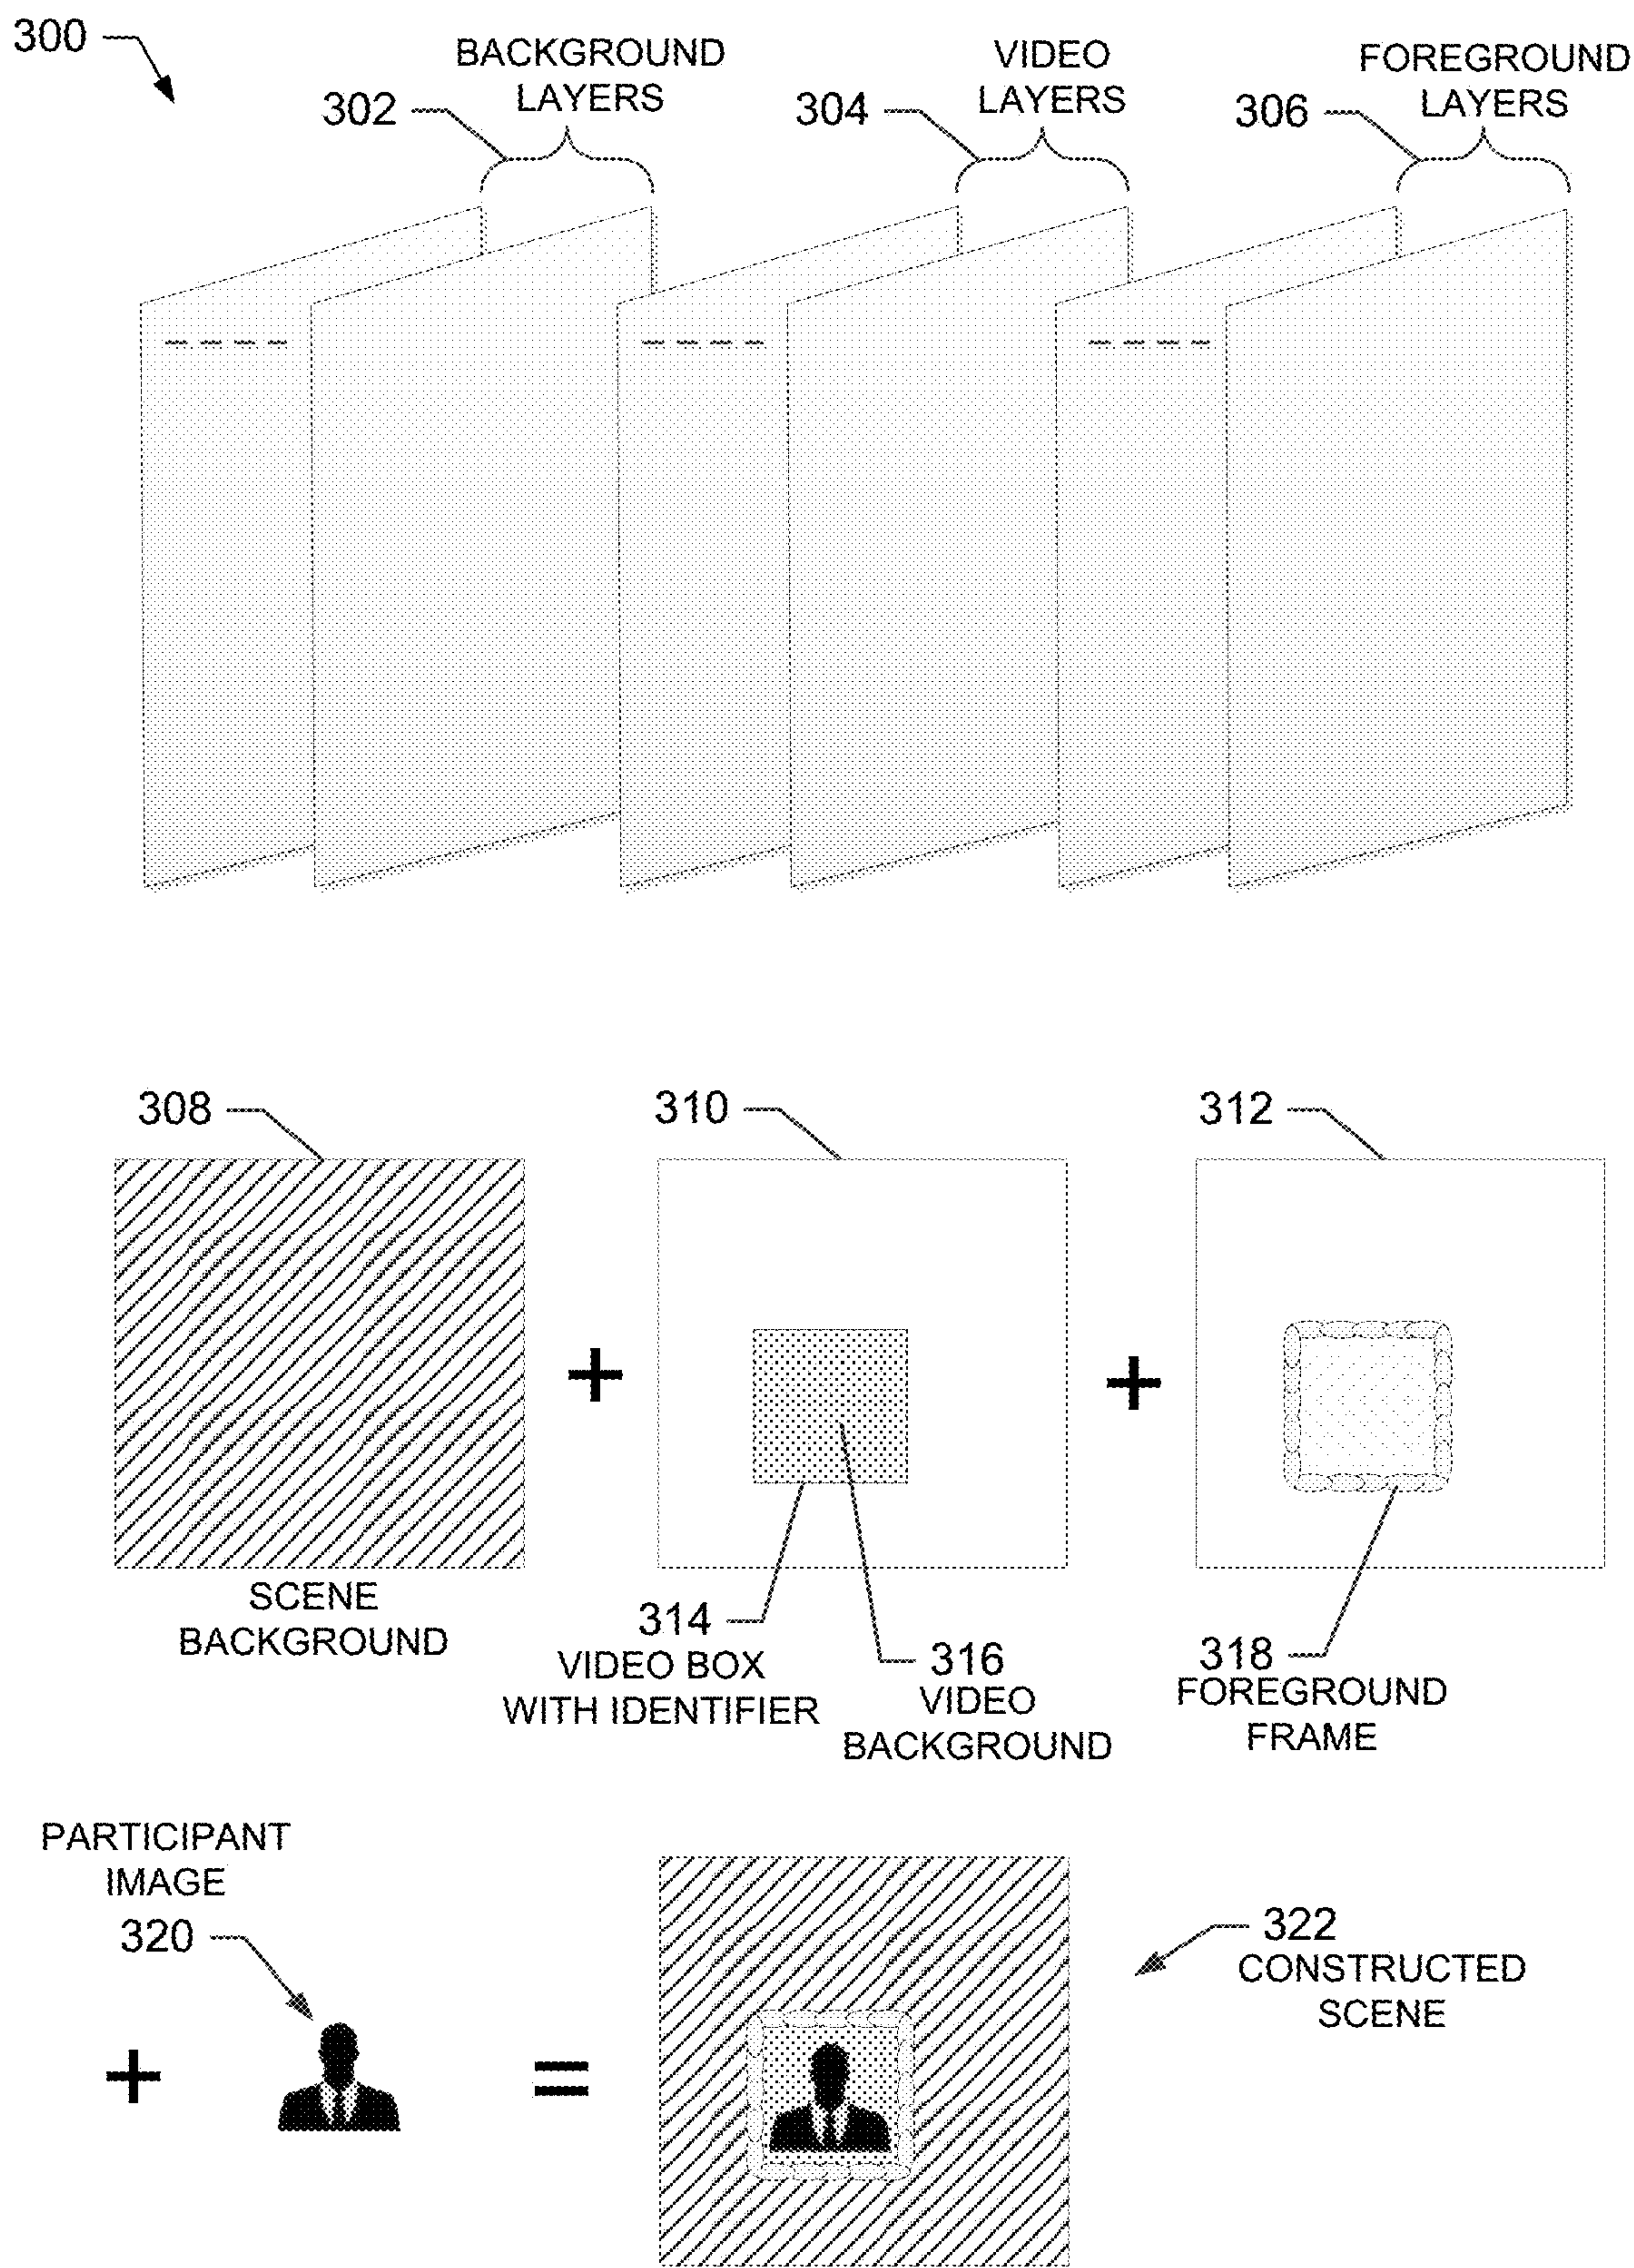 300
BACKGROUND
LAYERS
302
VIDEO
LAYERS
304
FOREGROUND
LAYERS
306
308
310
312
SCENE
BACKGROUND
314
VIDEO BOX
WITH IDENTIFIER
316
VIDEO
BACKGROUND
318
FOREGROUND
FRAME
PARTICIPANT
IMAGE
320
322
CONSTRUCTED
SCENE